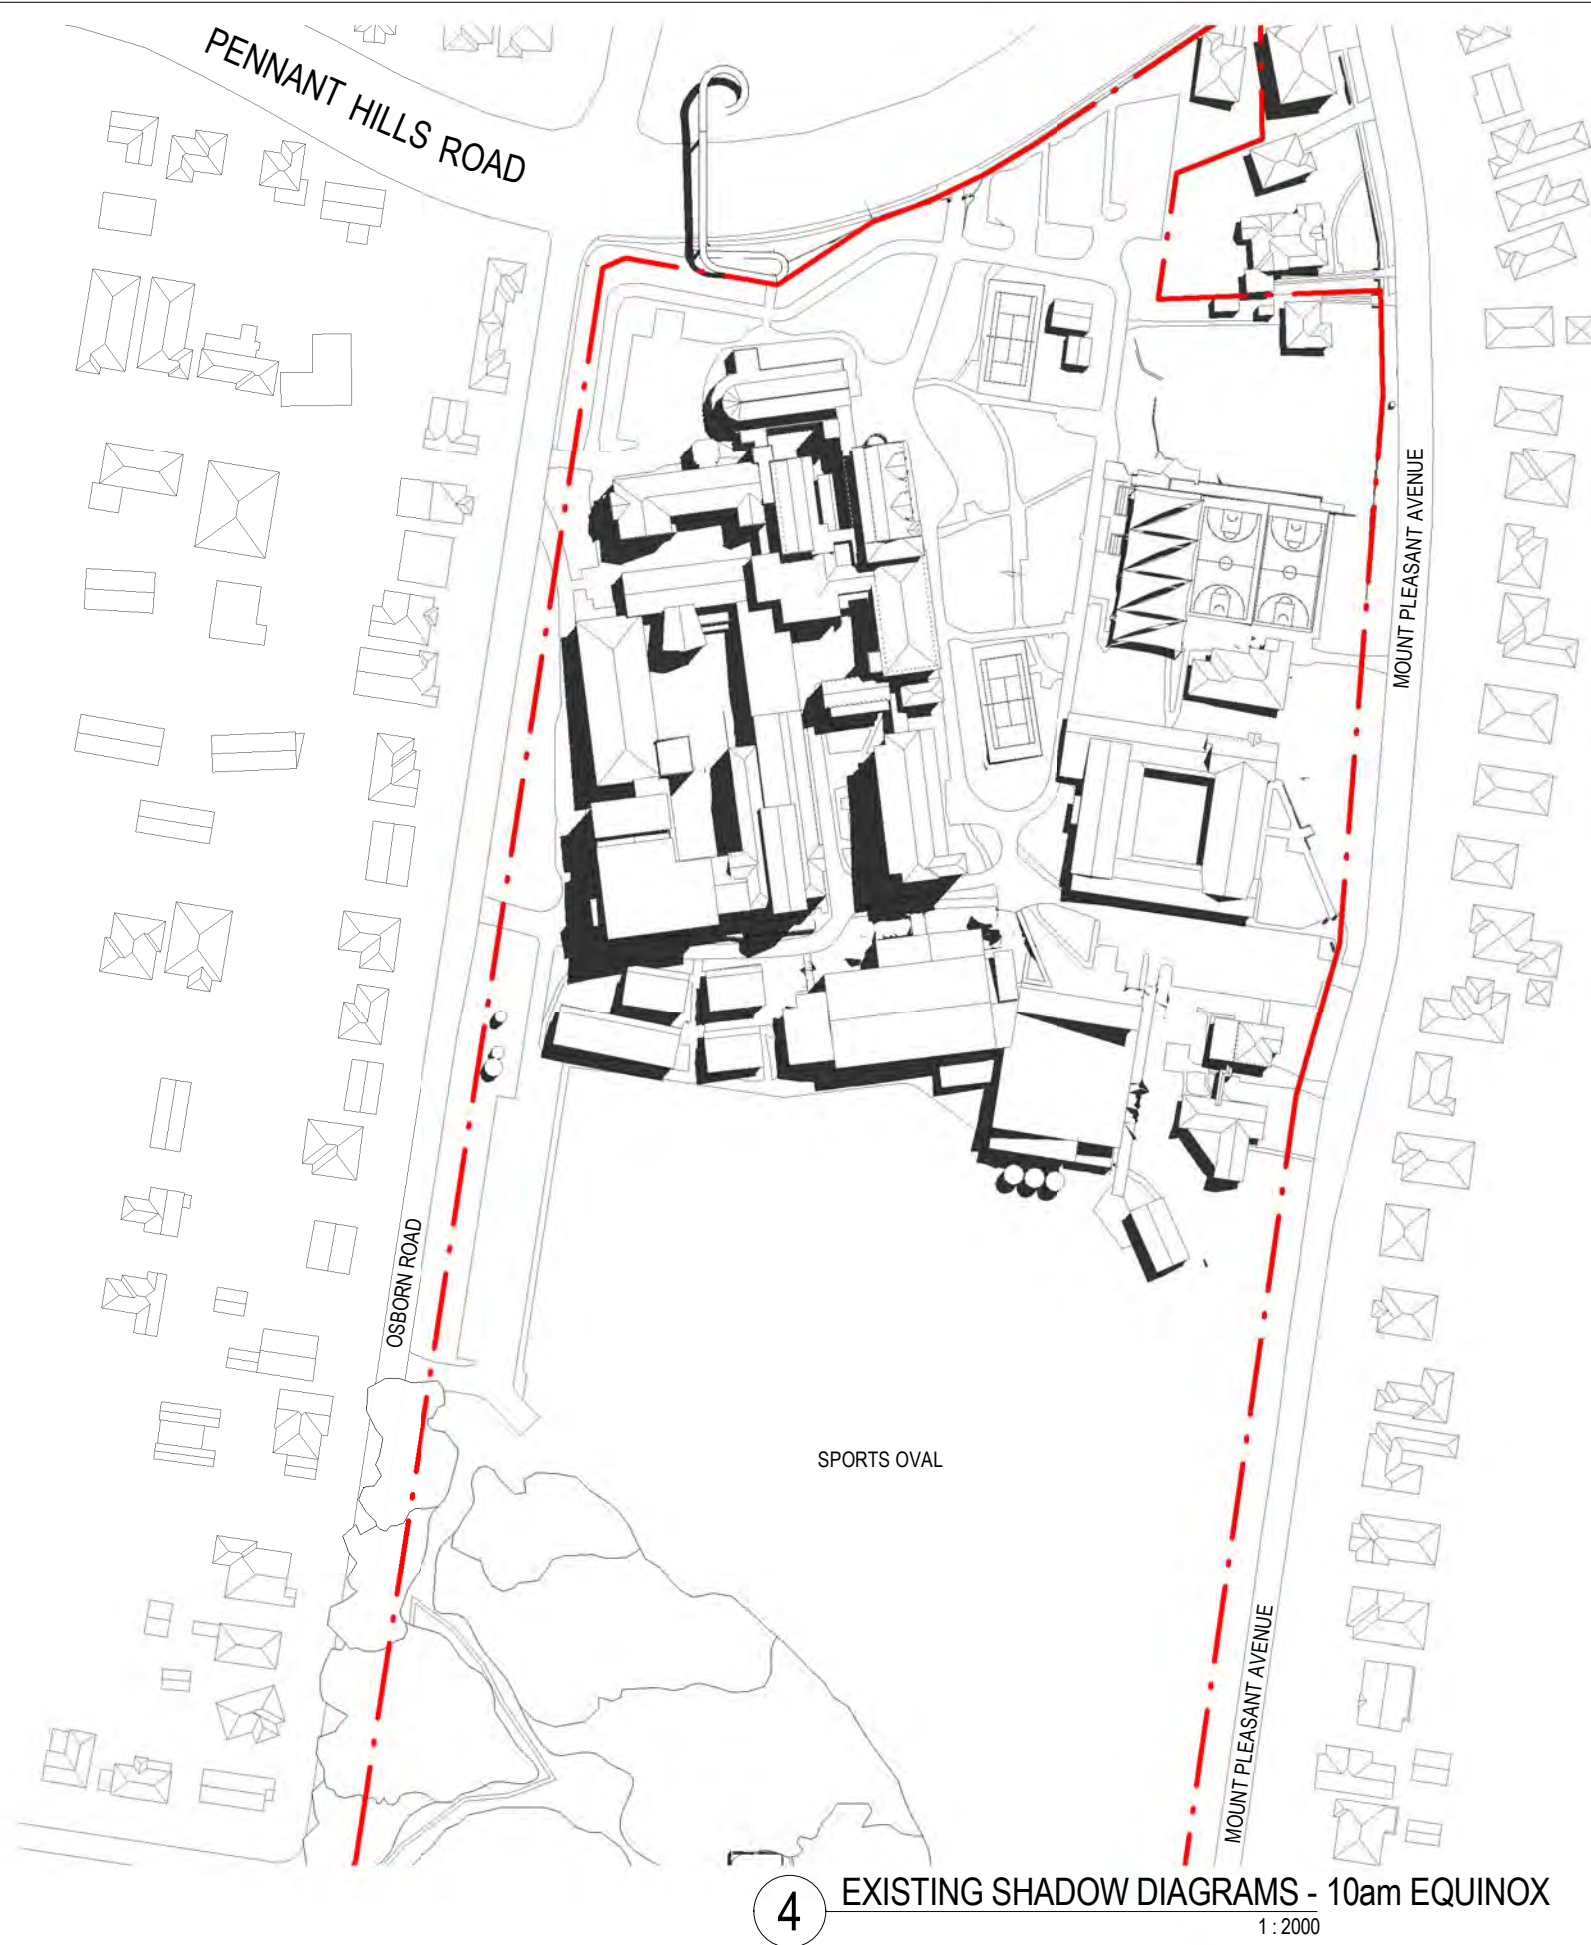 PENNANT HILLS ROAD
MOUNT PLEASANT AVENUE
OSBORN ROAD
SPORTS OVAL
MOUNT PLEASANT AVENUE
4
EXISTING SHADOW DIAGRAMS - 10am EQUINOX
1 : 2000